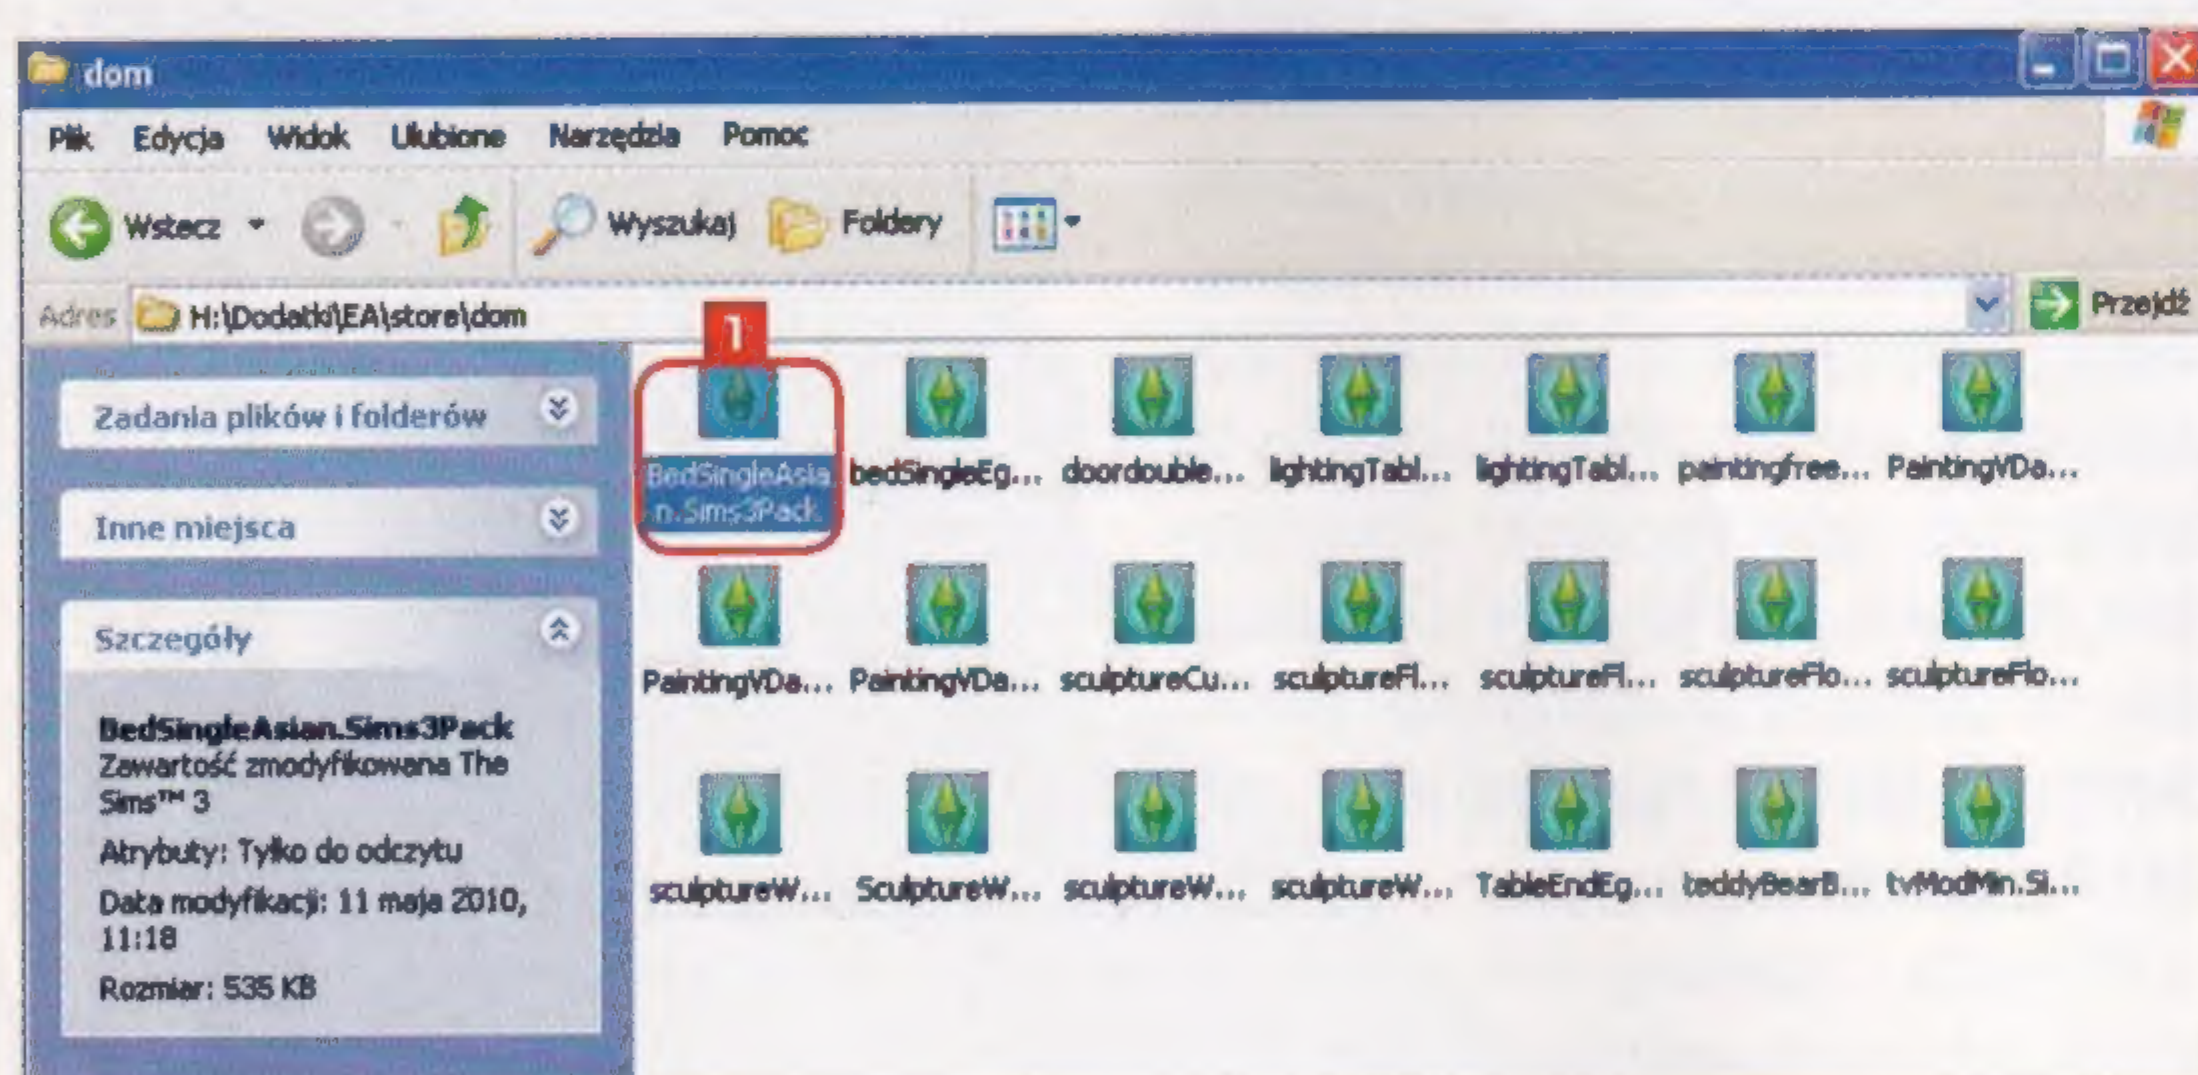 dom
Plik Edycja Widok Ulubione Narzędzia Pomoc
Wstecz Wyszukaj Foldery
Adres H:\Dodatki\EA\store\dom Przejdź
1
Zadania plików i folderów
Inne miejsca
Szczegóły
BedSingleAsian.Sims3Pack
Zawartość zmodyfikowana The
Sims™ 3
Atrybuty: Tylko do odczytu
Data modyfikacji: 11 maja 2010,
11:18
Rozmiar: 535 KB
BedSingleAsia
n.Sims3Pack
bedSingleEg... doordouble... lightingTabl... lightingTabl... paintingfree... PaintingVDa...
PaintingVDa... PaintingVDa... sculptureCu... sculptureFl... sculptureFl... sculptureFlo... sculptureFlo...
sculptureW... SculptureW... sculptureW... sculptureW... TableEndEg... teddyBearB... tvModMin.Si...